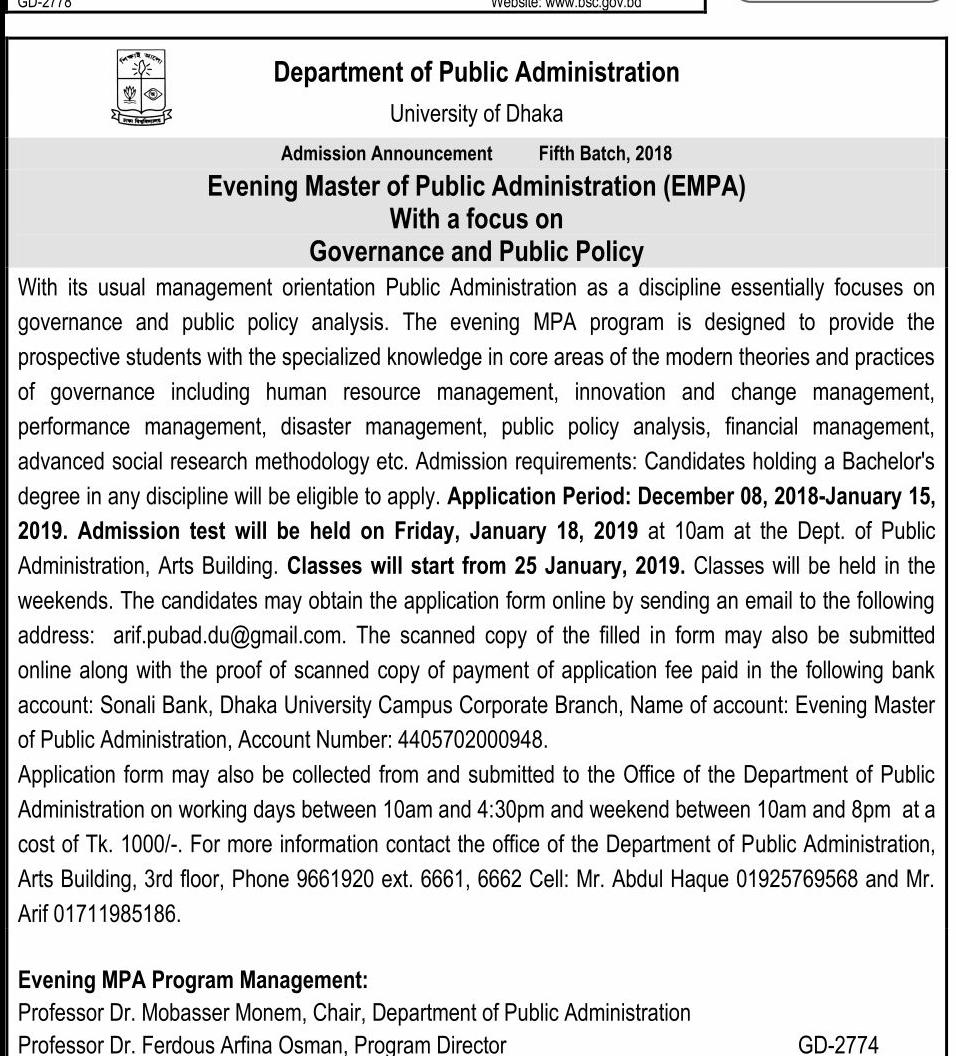 GD-2778 Website: www.bsc.gov.bd
শিক্ষাই আলো
ঢাকা বিশ্ববিদ্যালয়
Department of Public Administration
University of Dhaka
Admission Announcement Fifth Batch, 2018
Evening Master of Public Administration (EMPA)
With a focus on
Governance and Public Policy
With its usual management orientation Public Administration as a discipline essentially focuses on
governance and public policy analysis. The evening MPA program is designed to provide the
prospective students with the specialized knowledge in core areas of the modern theories and practices
of governance including human resource management, innovation and change management,
performance management, disaster management, public policy analysis, financial management,
advanced social research methodology etc. Admission requirements: Candidates holding a Bachelor's
degree in any discipline will be eligible to apply. Application Period: December 08, 2018-January 15,
2019. Admission test will be held on Friday, January 18, 2019 at 10am at the Dept. of Public
Administration, Arts Building. Classes will start from 25 January, 2019. Classes will be held in the
weekends. The candidates may obtain the application form online by sending an email to the following
address: arif.pubad.du@gmail.com. The scanned copy of the filled in form may also be submitted
online along with the proof of scanned copy of payment of application fee paid in the following bank
account: Sonali Bank, Dhaka University Campus Corporate Branch, Name of account: Evening Master
of Public Administration, Account Number: 4405702000948.
Application form may also be collected from and submitted to the Office of the Department of Public
Administration on working days between 10am and 4:30pm and weekend between 10am and 8pm at a
cost of Tk. 1000/-. For more information contact the office of the Department of Public Administration,
Arts Building, 3rd floor, Phone 9661920 ext. 6661, 6662 Cell: Mr. Abdul Haque 01925769568 and Mr.
Arif 01711985186.
Evening MPA Program Management:
Professor Dr. Mobasser Monem, Chair, Department of Public Administration
Professor Dr. Ferdous Arfina Osman, Program Director GD-2774